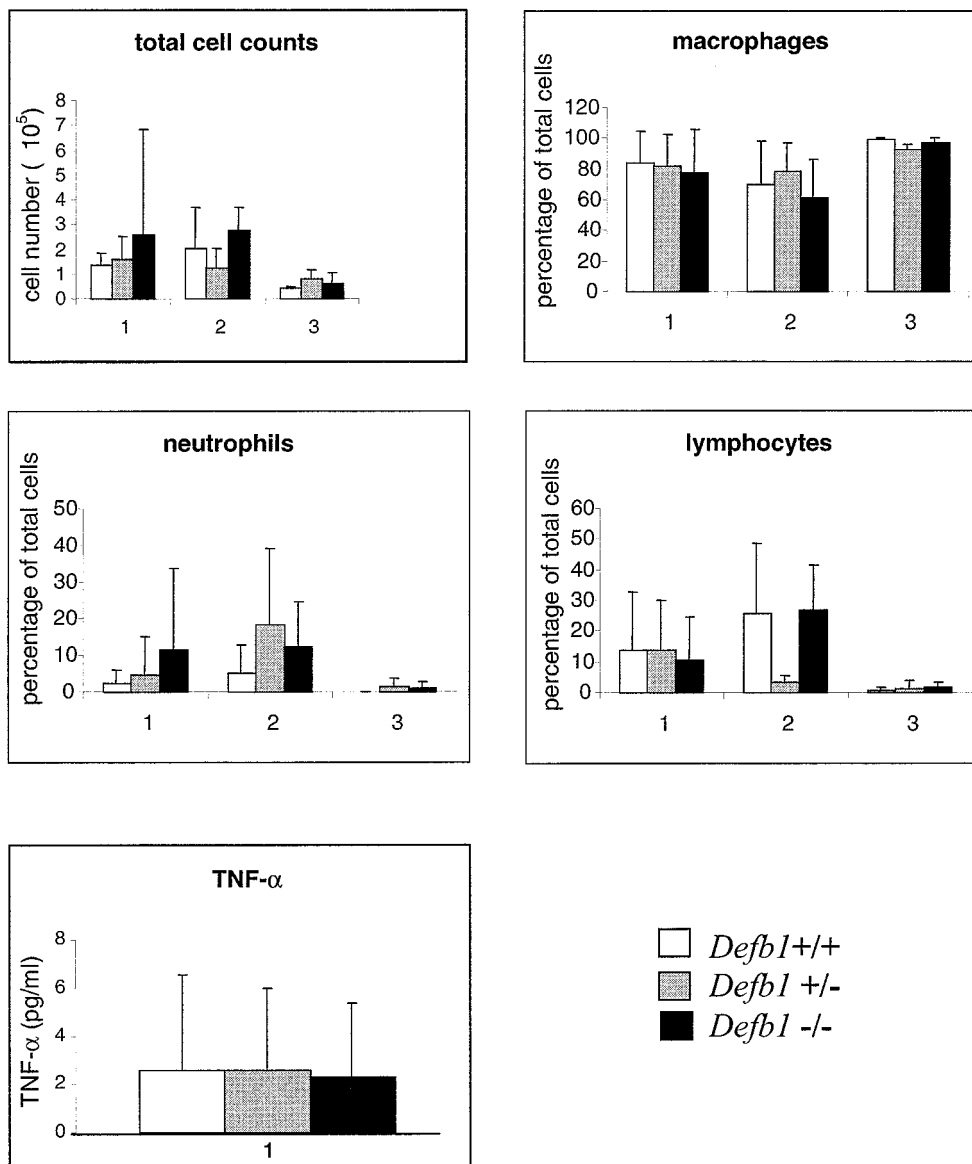 total cell counts
cell number ( 10⁵)
8
7
6
5
4
3
2
1
0
1 2 3
macrophages
percentage of total cells
120
100
80
60
40
20
0
1 2 3
neutrophils
percentage of total cells
50
40
30
20
10
0
1 2 3
lymphocytes
percentage of total cells
60
50
40
30
20
10
0
1 2 3
TNF-α
TNF-α (pg/ml)
8
6
4
2
0
1
Defb1+/+
Defb1 +/-
Defb1 -/-